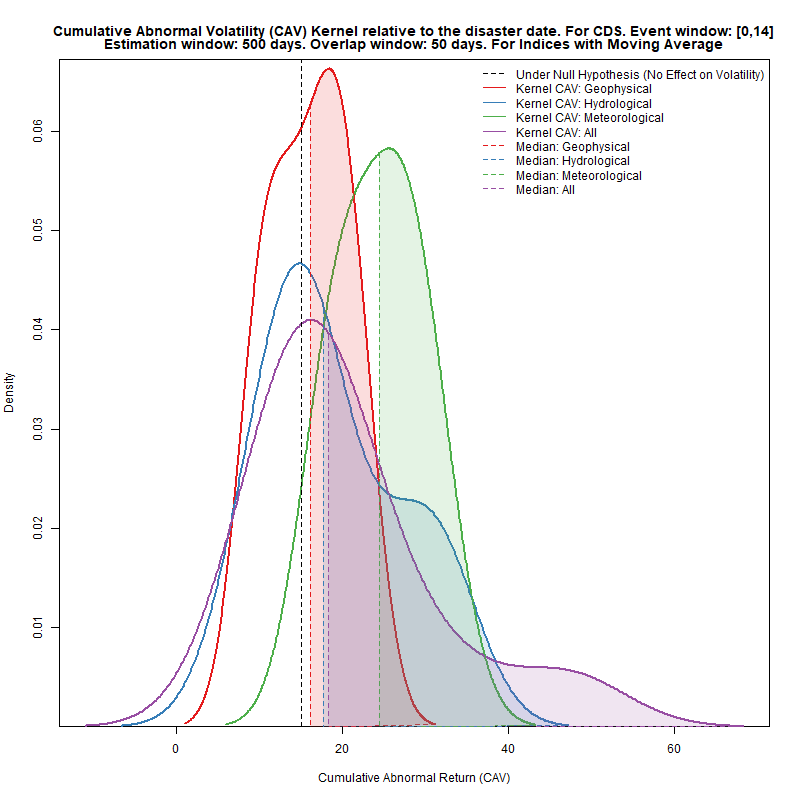 Cumulative Abnormal Volatility (CAV) Kernel relative to the disaster date. For CDS. Event window: [0,14]
Estimation window: 500 days. Overlap window: 50 days. For Indices with Moving Average
Under Null Hypothesis (No Effect on Volatility)
Kernel CAV: Geophysical
Kernel CAV: Hydrological
Kernel CAV: Meteorological
Kernel CAV: All
Median: Geophysical
Median: Hydrological
Median: Meteorological
Median: All
Density
0.06
0.05
0.04
0.03
0.02
0.01
0 20 40 60
Cumulative Abnormal Return (CAV)